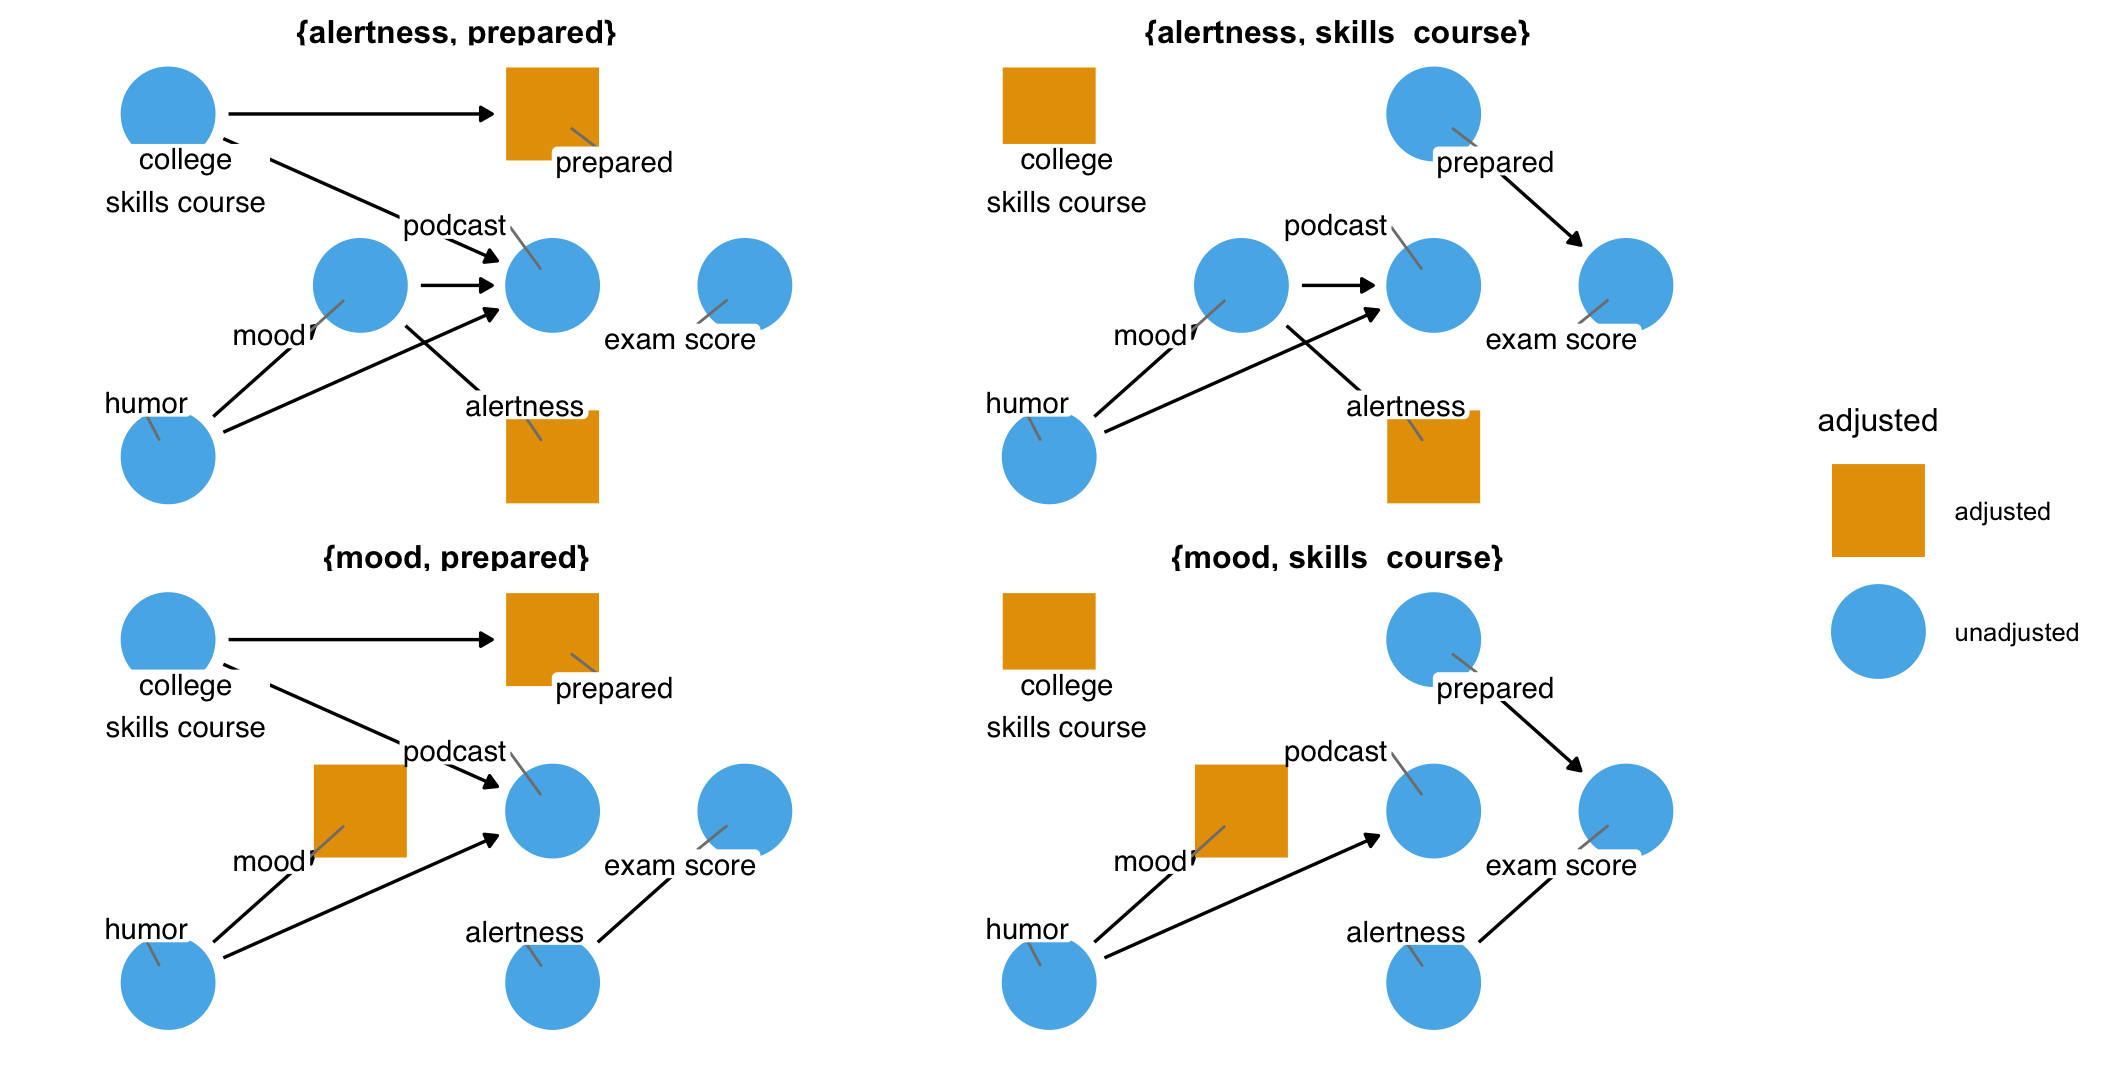 {alertness, prepared}
college
skills course
prepared
podcast
mood
exam score
humor
alertness
{alertness, skills course}
college
skills course
prepared
podcast
mood
exam score
humor
alertness
{mood, prepared}
college
skills course
prepared
podcast
mood
exam score
humor
alertness
{mood, skills course}
college
skills course
prepared
podcast
mood
exam score
humor
alertness
adjusted
adjusted
unadjusted